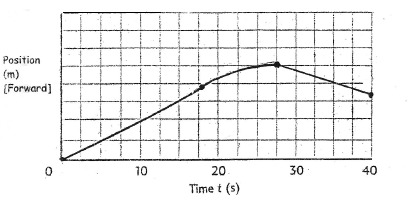 Position
(m)
[Forward]
0 10 20 30 40
Time t (s)